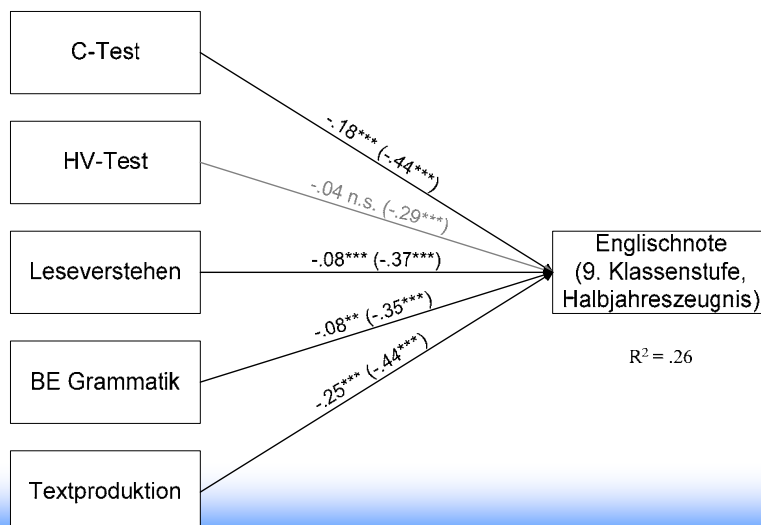 C-Test
-.18*** (-.44***)
HV-Test
-.04 n.s. (-.29***)
Englischnote
(9. Klassenstufe,
Halbjahreszeugnis)
Leseverstehen
-.08*** (-.37***)
-.08** (-.35***)
R² = .26
BE Grammatik
-.25*** (-.44***)
Textproduktion